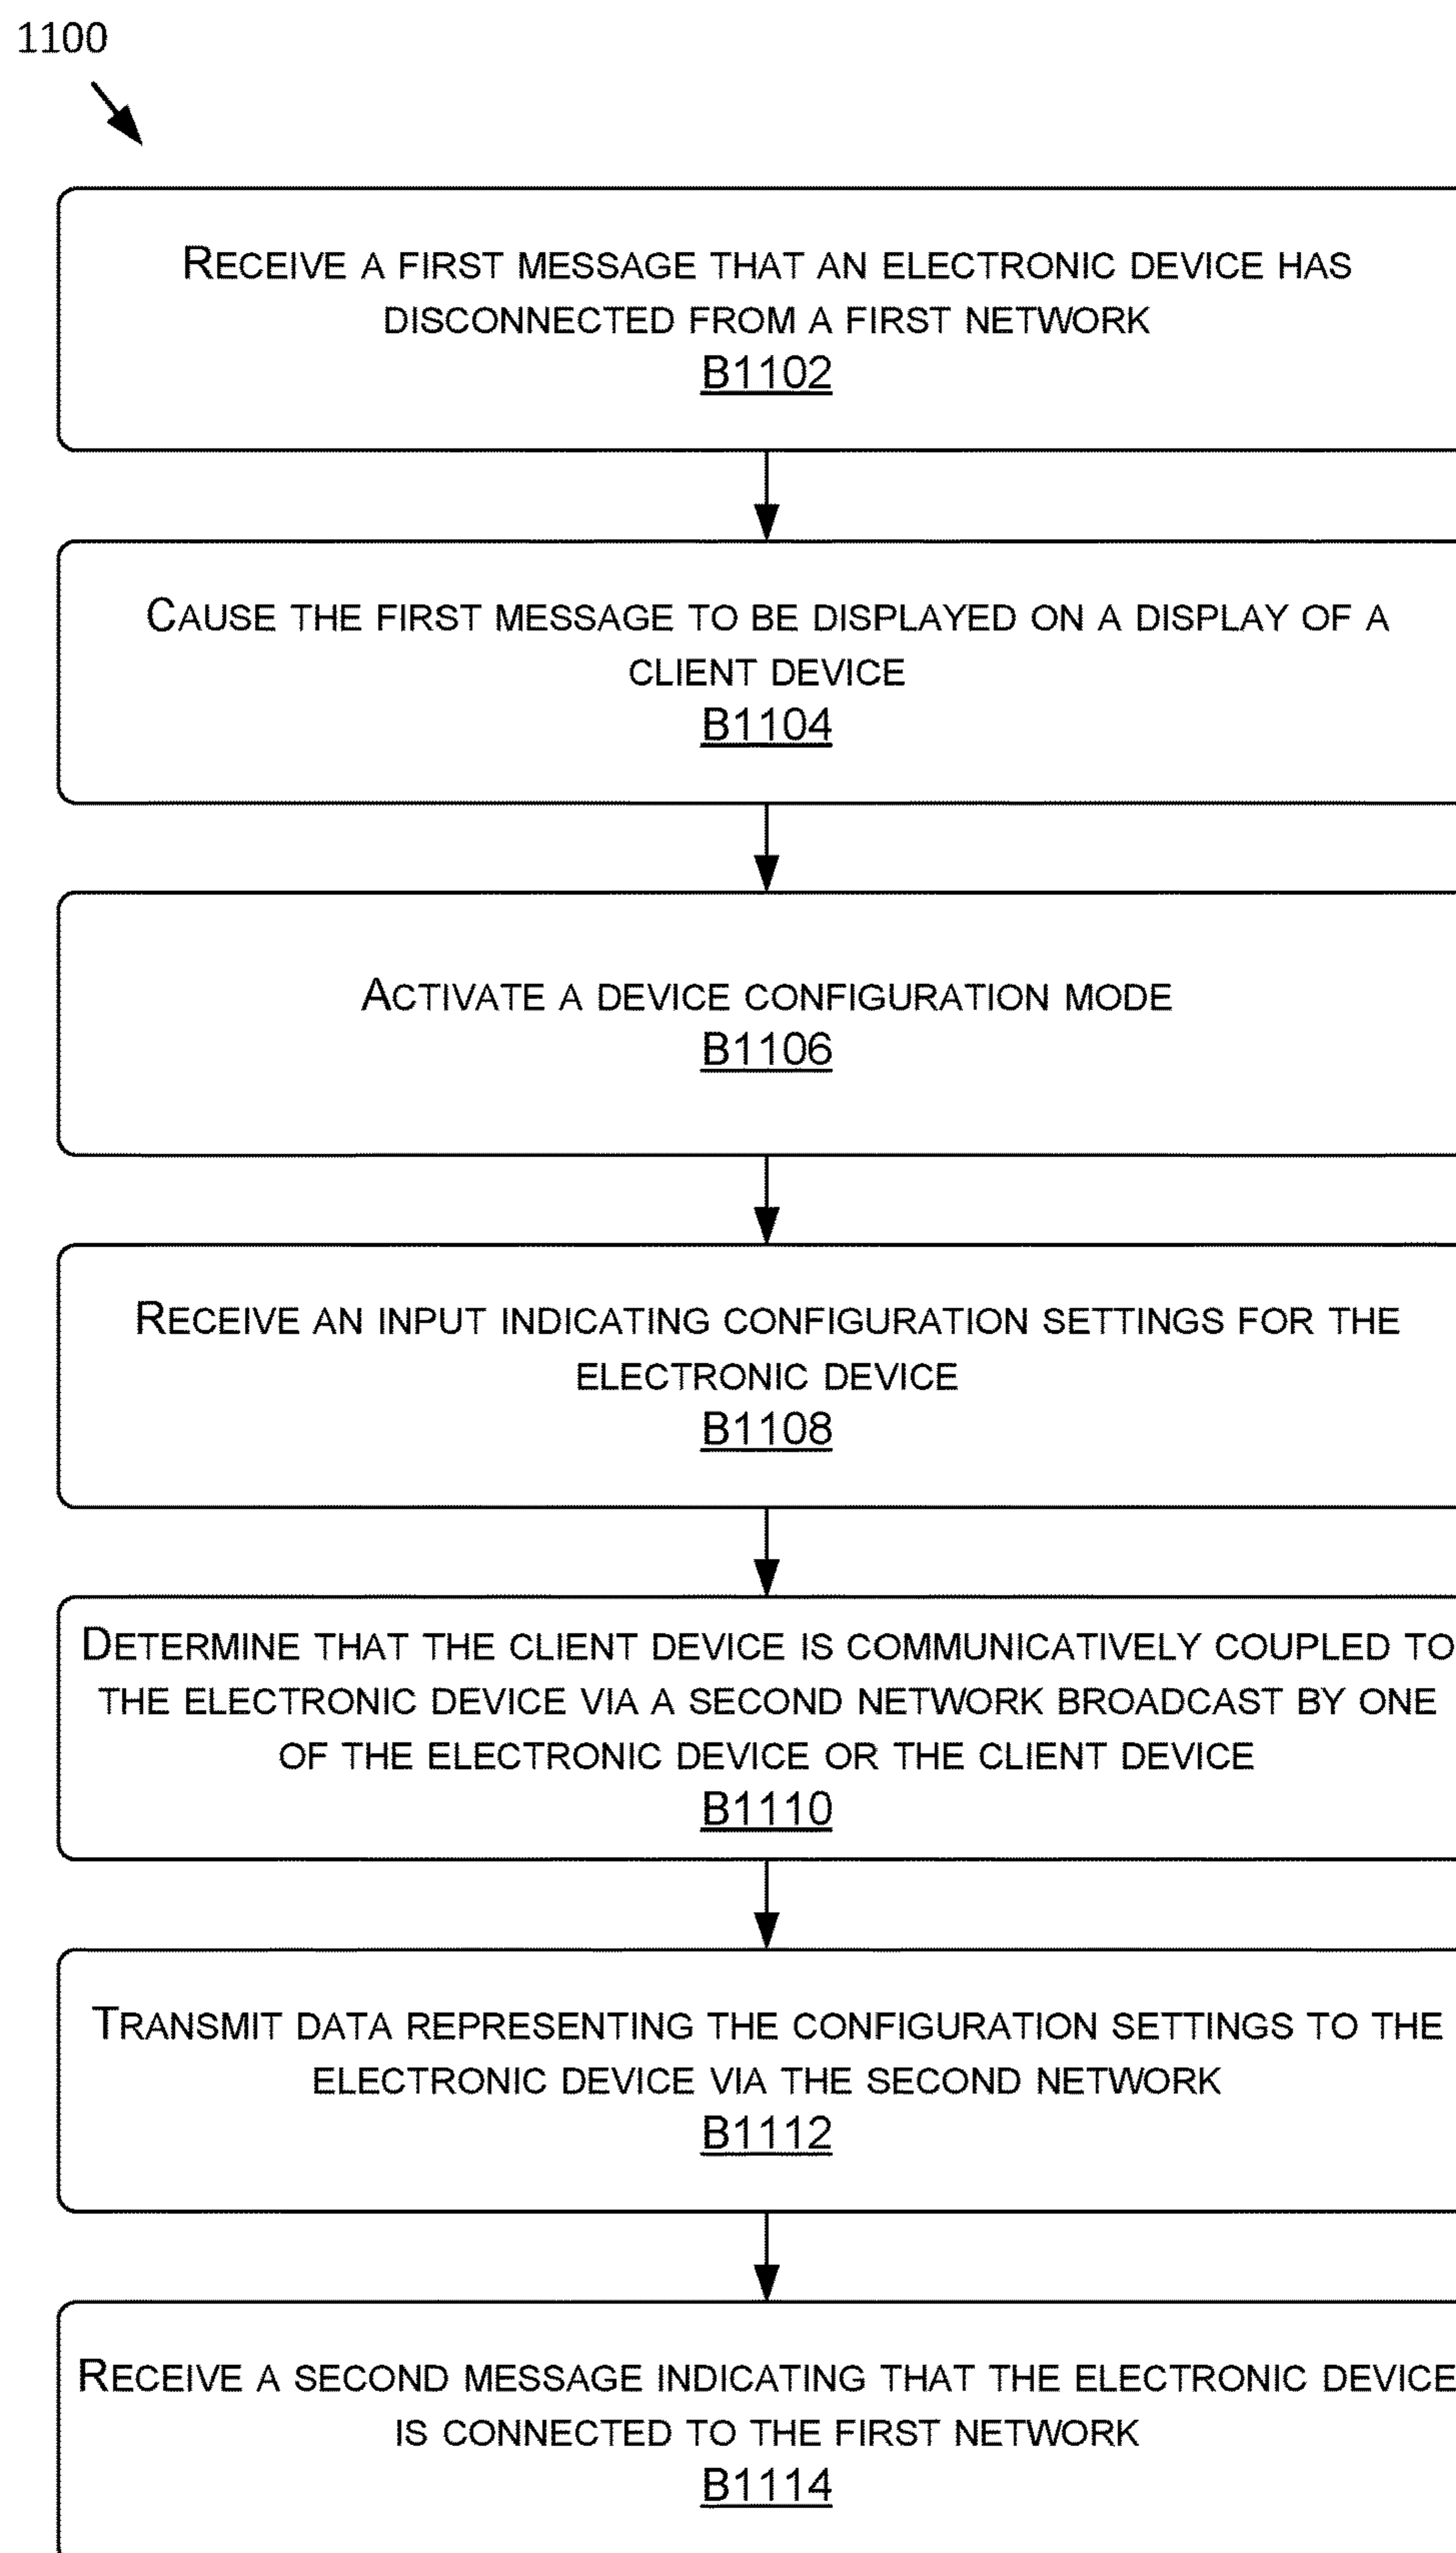 1100
RECEIVE A FIRST MESSAGE THAT AN ELECTRONIC DEVICE HAS
DISCONNECTED FROM A FIRST NETWORK
B1102
CAUSE THE FIRST MESSAGE TO BE DISPLAYED ON A DISPLAY OF A
CLIENT DEVICE
B1104
ACTIVATE A DEVICE CONFIGURATION MODE
B1106
RECEIVE AN INPUT INDICATING CONFIGURATION SETTINGS FOR THE
ELECTRONIC DEVICE
B1108
DETERMINE THAT THE CLIENT DEVICE IS COMMUNICATIVELY COUPLED TO
THE ELECTRONIC DEVICE VIA A SECOND NETWORK BROADCAST BY ONE
OF THE ELECTRONIC DEVICE OR THE CLIENT DEVICE
B1110
TRANSMIT DATA REPRESENTING THE CONFIGURATION SETTINGS TO THE
ELECTRONIC DEVICE VIA THE SECOND NETWORK
B1112
RECEIVE A SECOND MESSAGE INDICATING THAT THE ELECTRONIC DEVICE
IS CONNECTED TO THE FIRST NETWORK
B1114